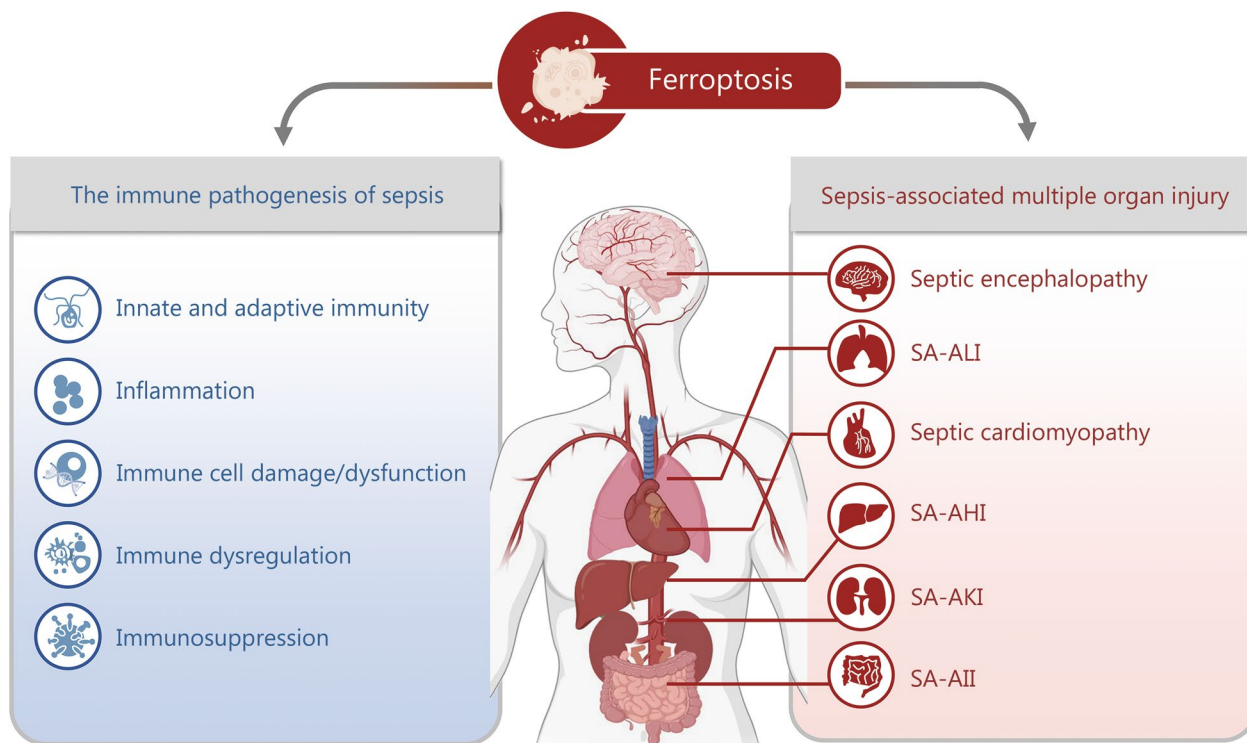 Ferroptosis
The immune pathogenesis of sepsis
Innate and adaptive immunity
Inflammation
Immune cell damage/dysfunction
Immune dysregulation
Immunosuppression
Sepsis-associated multiple organ injury
Septic encephalopathy
SA-ALI
Septic cardiomyopathy
SA-AHI
SA-AKI
SA-AII